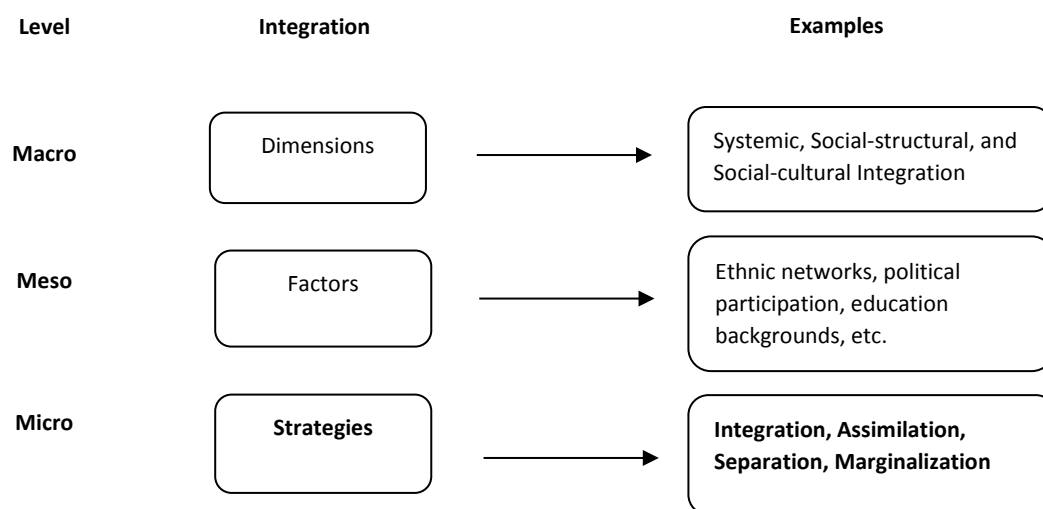 Level Integration Examples
Macro
Dimensions
Systemic, Social-structural, and
Social-cultural Integration
Meso
Factors
Ethnic networks, political
participation, education
backgrounds, etc.
Micro
Strategies
Integration, Assimilation,
Separation, Marginalization